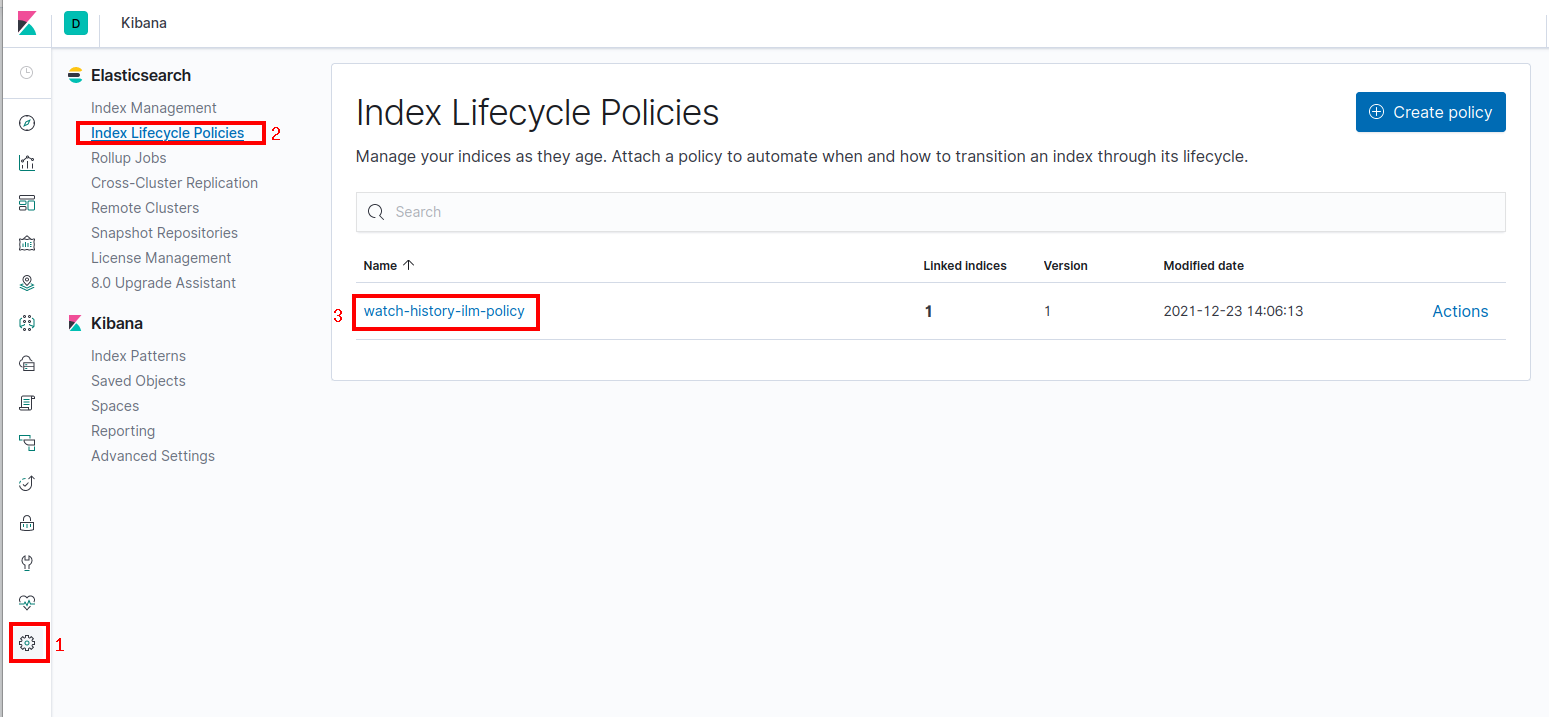 D Kibana
Elasticsearch
Index Management
Index Lifecycle Policies 2
Rollup Jobs
Cross-Cluster Replication
Remote Clusters
Snapshot Repositories
License Management
8.0 Upgrade Assistant
Kibana
Index Patterns
Saved Objects
Spaces
Reporting
Advanced Settings
1
Index Lifecycle Policies
Create policy
Manage your indices as they age. Attach a policy to automate when and how to transition an index through its lifecycle.
Search
Name Linked indices Version Modified date
3 watch-history-ilm-policy 1 1 2021-12-23 14:06:13 Actions